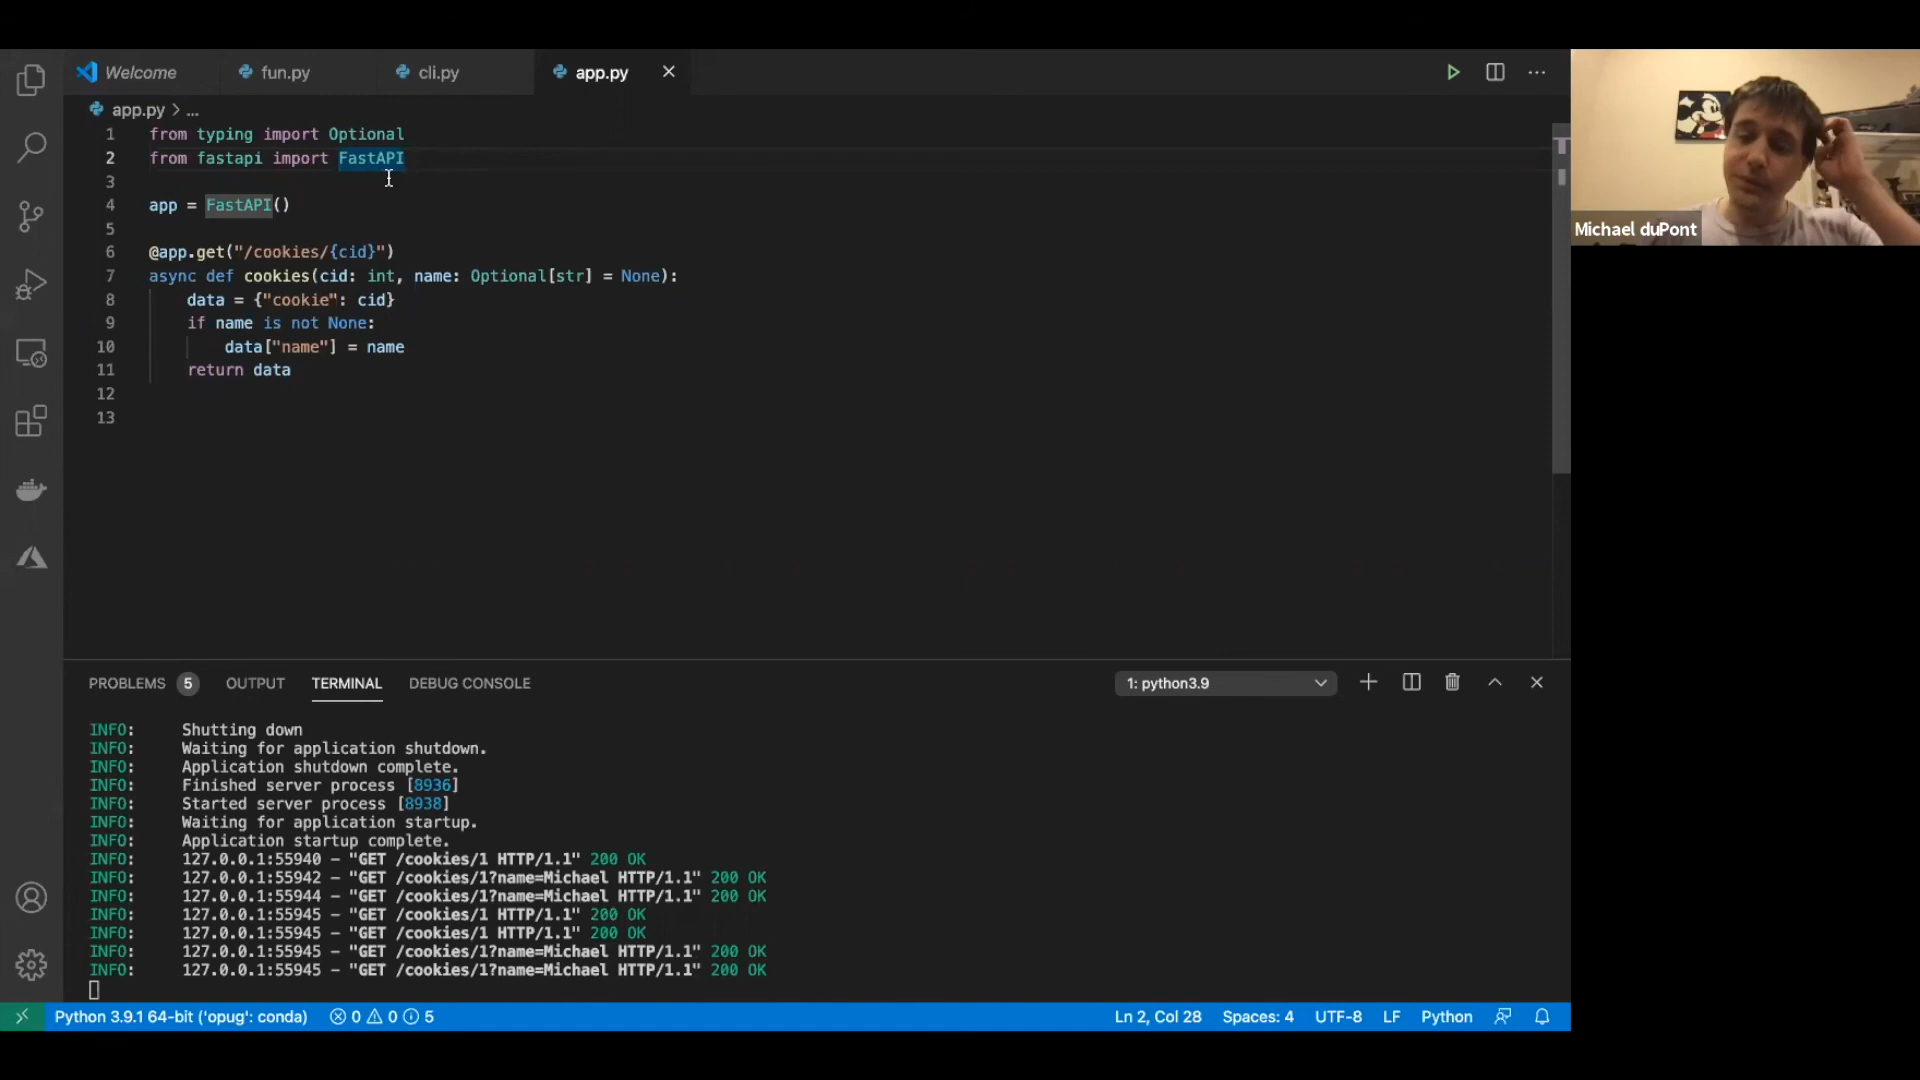 Welcome
fun.py
cli.py
app.py
app.py > ...
1 from typing import Optional
2 from fastapi import FastAPI
3
4 app = FastAPI()
5
6 @app.get("/cookies/{cid}")
7 async def cookies(cid: int, name: Optional[str] = None):
8 data = {"cookie": cid}
9 if name is not None:
10 data["name"] = name
11 return data
12
13
Michael duPont
PROBLEMS 5 OUTPUT TERMINAL DEBUG CONSOLE 1: python3.9
INFO: Shutting down
INFO: Waiting for application shutdown.
INFO: Application shutdown complete.
INFO: Finished server process [8936]
INFO: Started server process [8938]
INFO: Waiting for application startup.
INFO: Application startup complete.
INFO: 127.0.0.1:55940 - "GET /cookies/1 HTTP/1.1" 200 OK
INFO: 127.0.0.1:55942 - "GET /cookies/1?name=Michael HTTP/1.1" 200 OK
INFO: 127.0.0.1:55944 - "GET /cookies/1?name=Michael HTTP/1.1" 200 OK
INFO: 127.0.0.1:55945 - "GET /cookies/1 HTTP/1.1" 200 OK
INFO: 127.0.0.1:55945 - "GET /cookies/1 HTTP/1.1" 200 OK
INFO: 127.0.0.1:55945 - "GET /cookies/1?name=Michael HTTP/1.1" 200 OK
INFO: 127.0.0.1:55945 - "GET /cookies/1?name=Michael HTTP/1.1" 200 OK
Python 3.9.1 64-bit ('opug': conda) 0 0 5 Ln 2, Col 28 Spaces: 4 UTF-8 LF Python